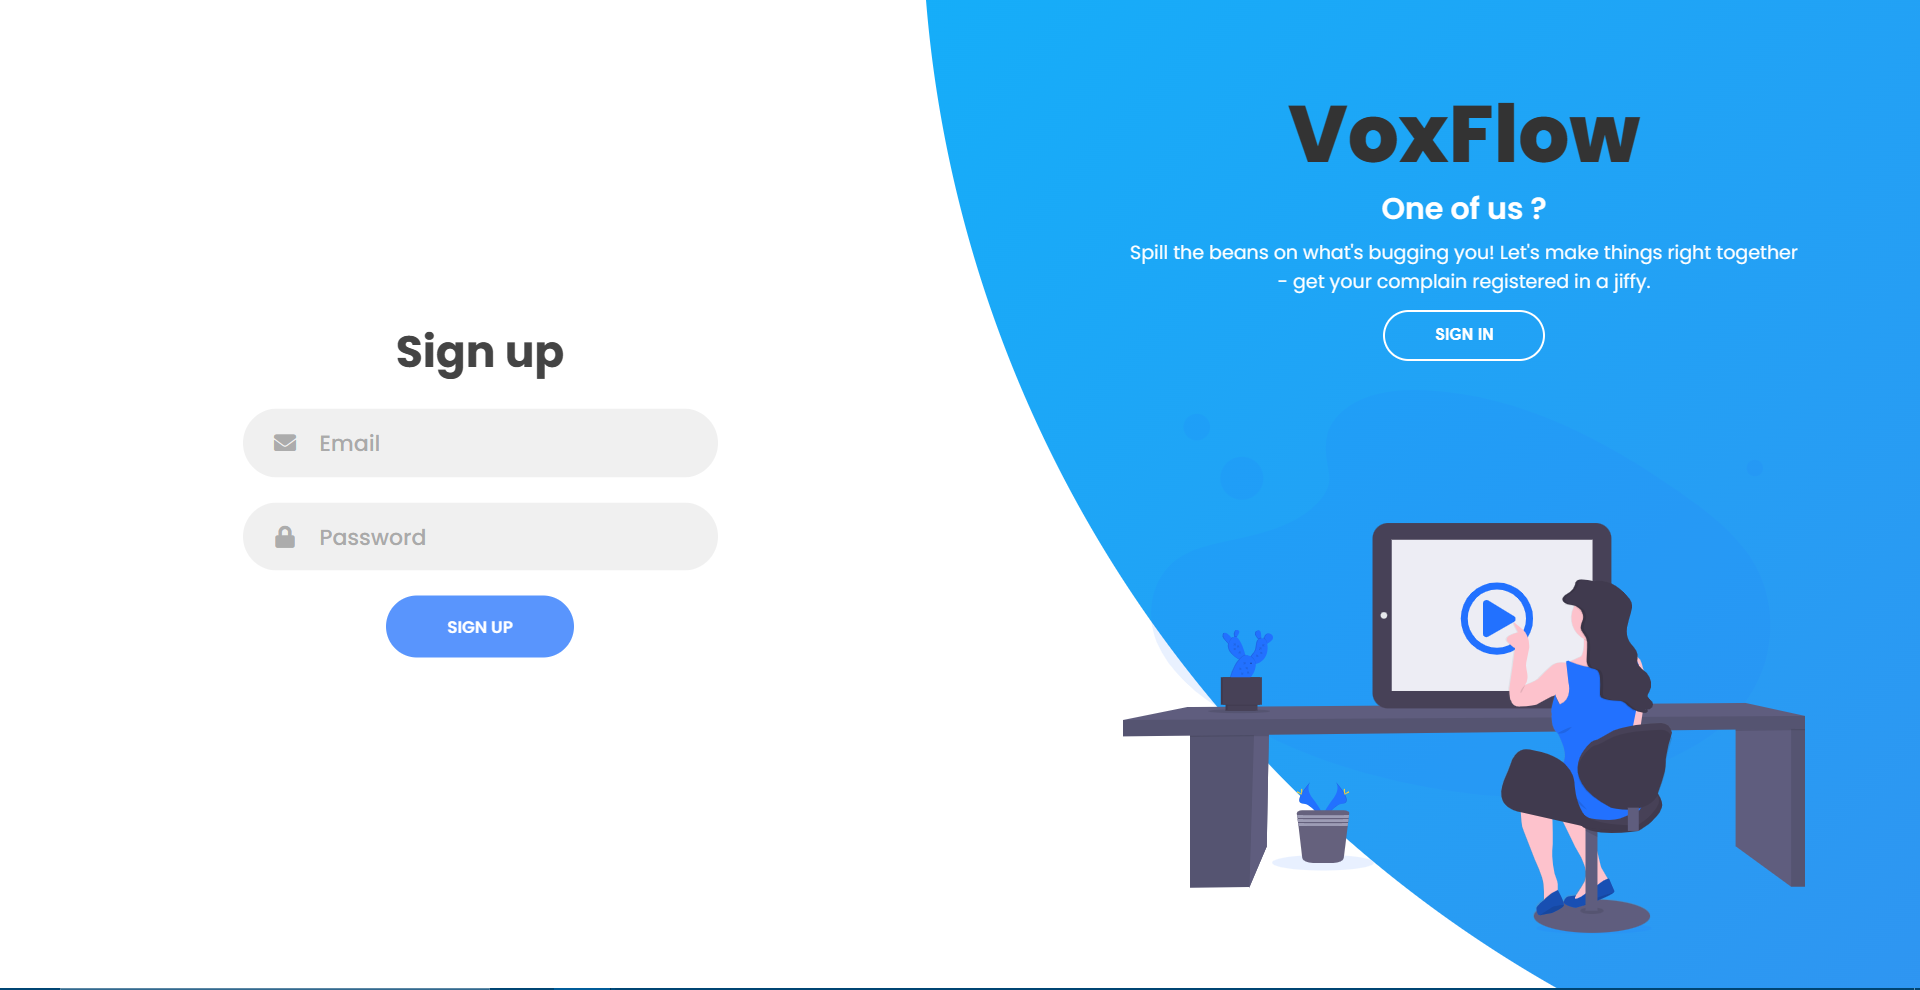 Sign up
Email
Password
SIGN UP
VoxFlow
One of us ?
Spill the beans on what's bugging you! Let's make things right together
- get your complain registered in a jiffy.
SIGN IN